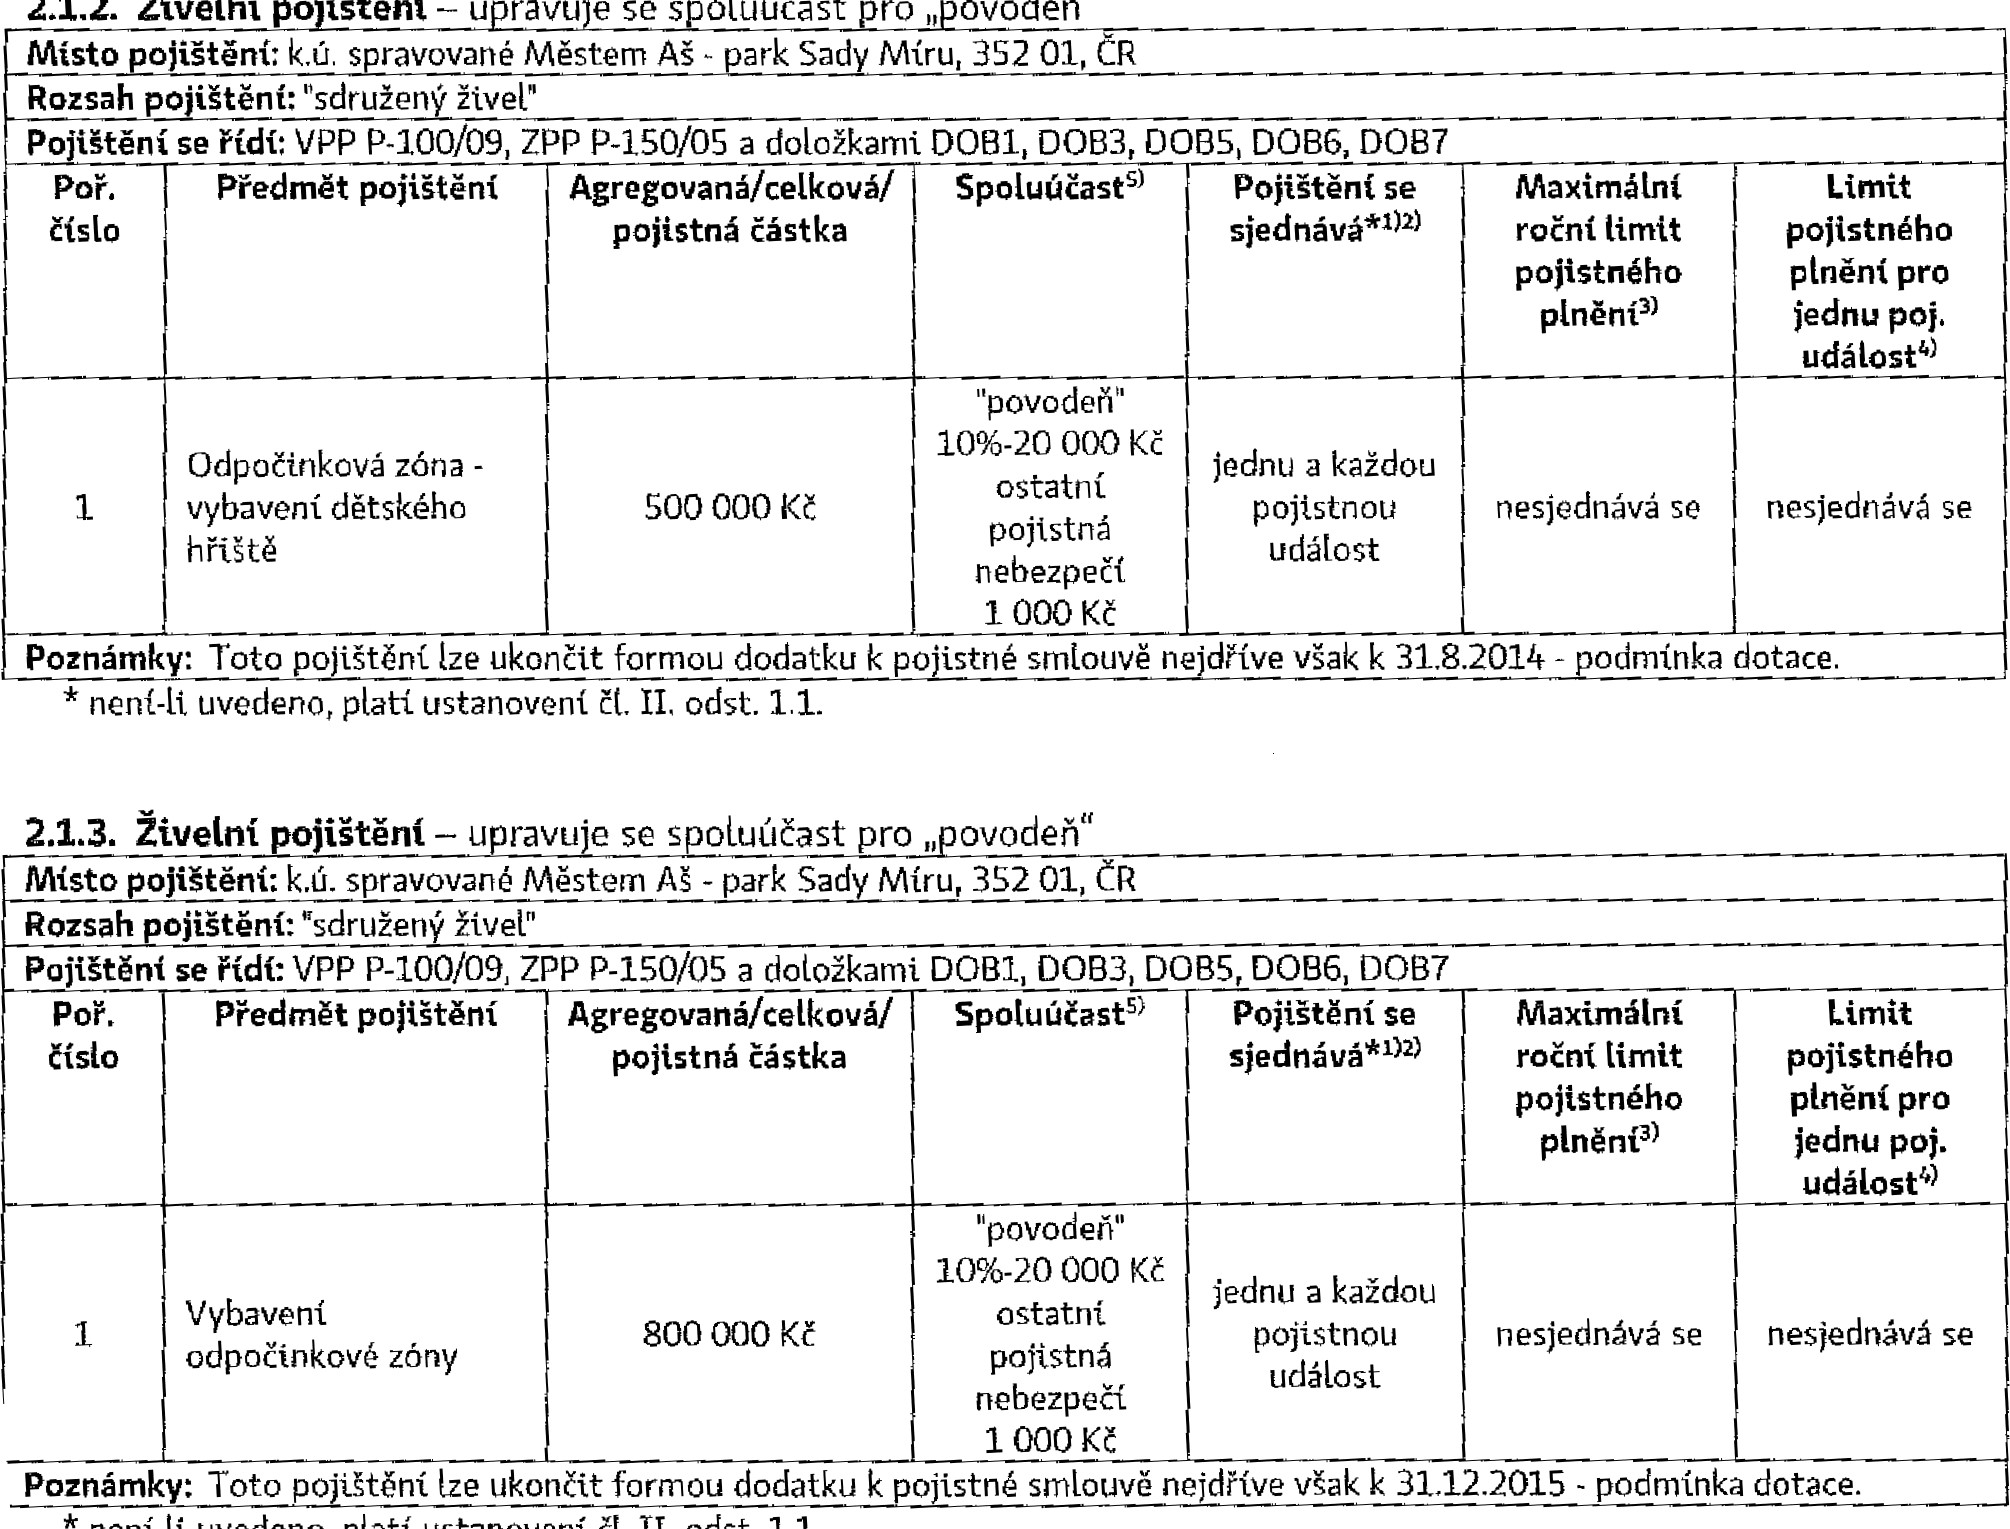 2.1.2. Živelní pojištění – upravuje se spoluúčast pro „povodeň
Místo pojištění: k.ú. spravované Městem Aš - park Sady Míru, 352 01, ČR
Rozsah pojištění: "sdružený živel"
Pojištění se řídí: VPP P-100/09, ZPP P-150/05 a doložkami DOB1, DOB3, DOB5, DOB6, DOB7
Poř. číslo
Předmět pojištění
Agregovaná/celková/ pojistná částka
Spoluúčast5)
Pojištění se sjednává*1)2)
Maximální roční limit pojistného plnění3)
Limit pojistného plnění pro jednu poj. událost4)
1
Odpočinková zóna -
vybavení dětského
hřiště
500 000 Kč
"povodeň"
10%-20 000 Kč
ostatní
pojistná
nebezpečí
1 000 Kč
jednu a každou
pojistnou
událost
nesjednává se
nesjednává se
Poznámky: Toto pojištění lze ukončit formou dodatku k pojistné smlouvě nejdříve však k 31.8.2014 - podmínka dotace.
* není-li uvedeno, platí ustanovení čl. II. odst. 1.1.
2.1.3. Živelní pojištění – upravuje se spoluúčast pro „povodeň“
Místo pojištění: k.ú. spravované Městem Aš - park Sady Míru, 352 01, ČR
Rozsah pojištění: "sdružený živel"
Pojištění se řídí: VPP P-100/09, ZPP P-150/05 a doložkami DOB1, DOB3, DOB5, DOB6, DOB7
Poř. číslo
Předmět pojištění
Agregovaná/celková/ pojistná částka
Spoluúčast5)
Pojištění se sjednává*1)2)
Maximální roční limit pojistného plnění3)
Limit pojistného plnění pro jednu poj. událost4)
1
Vybavení
odpočinkové zóny
800 000 Kč
"povodeň"
10%-20 000 Kč
ostatní
pojistná
nebezpečí
1 000 Kč
jednu a každou
pojistnou
událost
nesjednává se
nesjednává se
Poznámky: Toto pojištění lze ukončit formou dodatku k pojistné smlouvě nejdříve však k 31.12.2015 - podmínka dotace.
* není-li uvedeno, platí ustanovení čl. II. odst. 1.1.